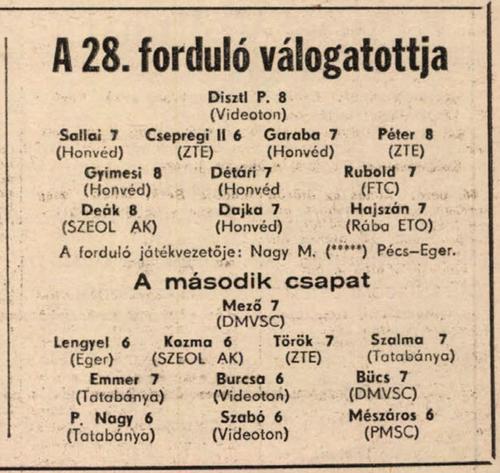 A 28. forduló válogatottja
Disztl P. 8
(Videoton)
Sallai 7 Csepregi II 6 Garaba 7 Péter 8
(Honvéd) (ZTE) (Honvéd) (ZTE)
Gyimesi 8 Détári 7 Rubold 7
(Honvéd) (Honvéd (FTC)
Deák 8 Dajka 7 Hajszán 7
(SZEOL AK) (Honvéd) (Rába ETO)
A forduló játékvezetője: Nagy M. (*****) Pécs–Eger.
A második csapat
Mező 7
(DMVSC)
Lengyel 6 Kozma 6 Török 7 Szalma 7
(Eger) (SZEOL AK) (ZTE) (Tatabánya)
Emmer 7 Burcsa 6 Bücs 7
(Tatabánya) (Videoton) (DMVSC)
P. Nagy 6 Szabó 6 Mészáros 6
(Tatabánya) (Videoton) (PMSC)